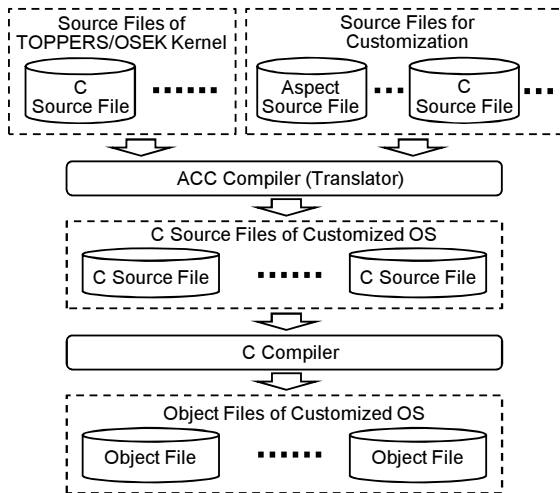 Source Files of
TOPPERS/OSEK Kernel
C
Source File
Source Files for
Customization
Aspect
Source File
C
Source File
ACC Compiler (Translator)
C Source Files of Customized OS
C Source File
C Source File
C Compiler
Object Files of Customized OS
Object File
Object File